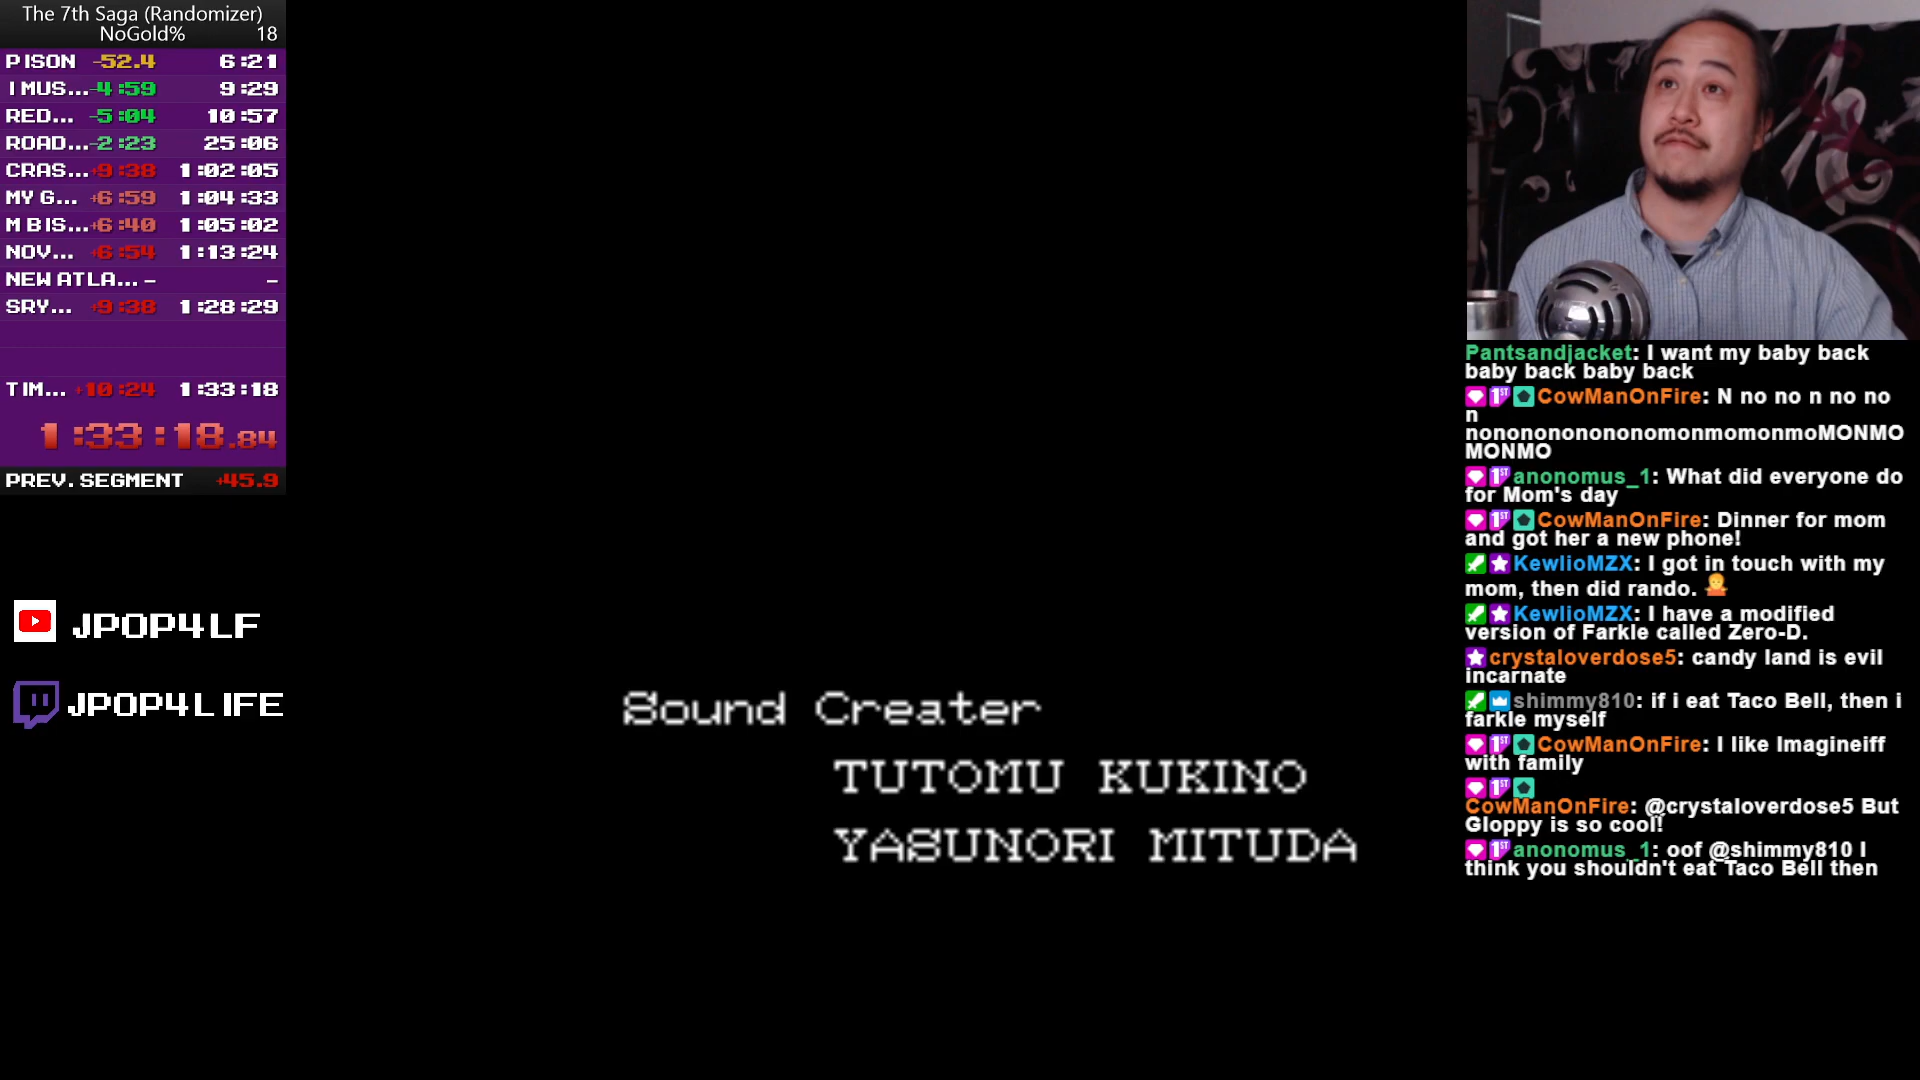 The 7th Saga (Randomizer)
NoGold% 18
PISON -52.4 6:21
I MUS... -4:59 9:29
RED... -5:04 10:57
ROAD... -2:23 25:06
CRAS... +9:38 1:02:05
MY G... +6:59 1:04:33
M BIS... +6:40 1:05:02
NOV... +6:54 1:13:24
NEW ATLA... - -
SRY... +9:38 1:28:29
TIM... +10:24 1:33:18
1:33:18.84
PREV. SEGMENT +45.9
JPOP4LF
JPOP4LIFE
Sound Creater
TUTOMU KUKINO
YASUNORI MITUDA
Pantsandjacket: I want my baby back
baby back baby back
1ST CowManOnFire: N no no n no no
n
nonononononomonmomonmoMONMO
MONMO
1ST anonomus_1: What did everyone do
for Mom's day
1ST CowManOnFire: Dinner for mom
and got her a new phone!
KewlioMZX: I got in touch with my
mom, then did rando.
KewlioMZX: I have a modified
version of Farkle called Zero-D.
crystaloverdose5: candy land is evil
incarnate
shimmy810: if i eat Taco Bell, then i
farkle myself
1ST CowManOnFire: I like Imagineiff
with family
1ST
CowManOnFire: @crystaloverdose5 But
Gloppy is so cool!
1ST anonomus_1: oof @shimmy810 I
think you shouldn't eat Taco Bell then